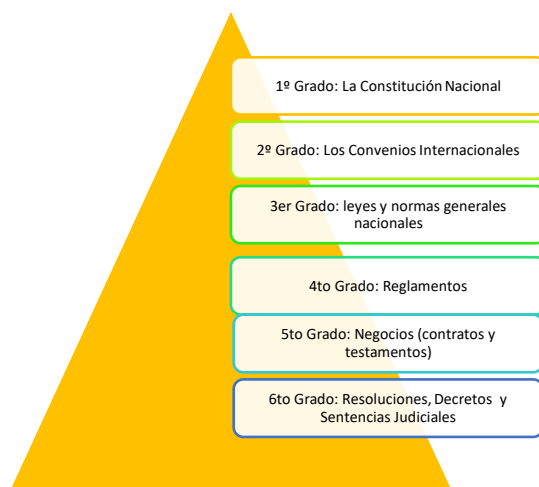 1º Grado: La Constitución Nacional
2º Grado: Los Convenios Internacionales
3er Grado: leyes y normas generales
nacionales
4to Grado: Reglamentos
5to Grado: Negocios (contratos y
testamentos)
6to Grado: Resoluciones, Decretos y
Sentencias Judiciales